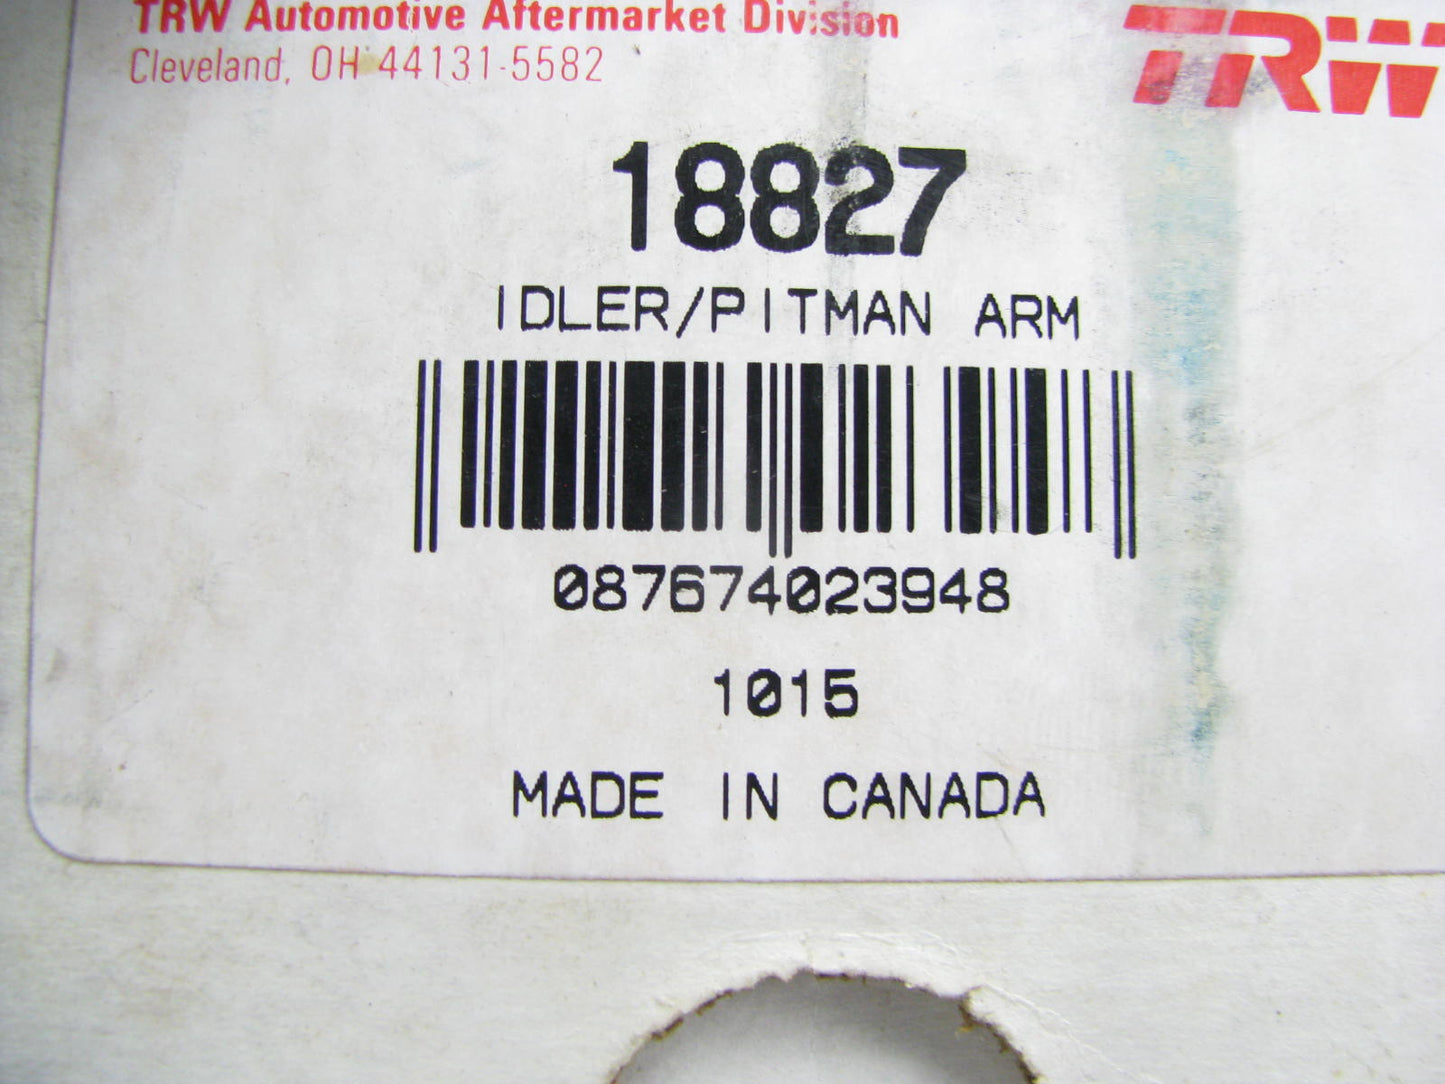 TRW Automotive Aftermarket Division
Cleveland, OH 44131-5582
TRW
18827
IDLER/PITMAN ARM
087674023948
1015
MADE IN CANADA